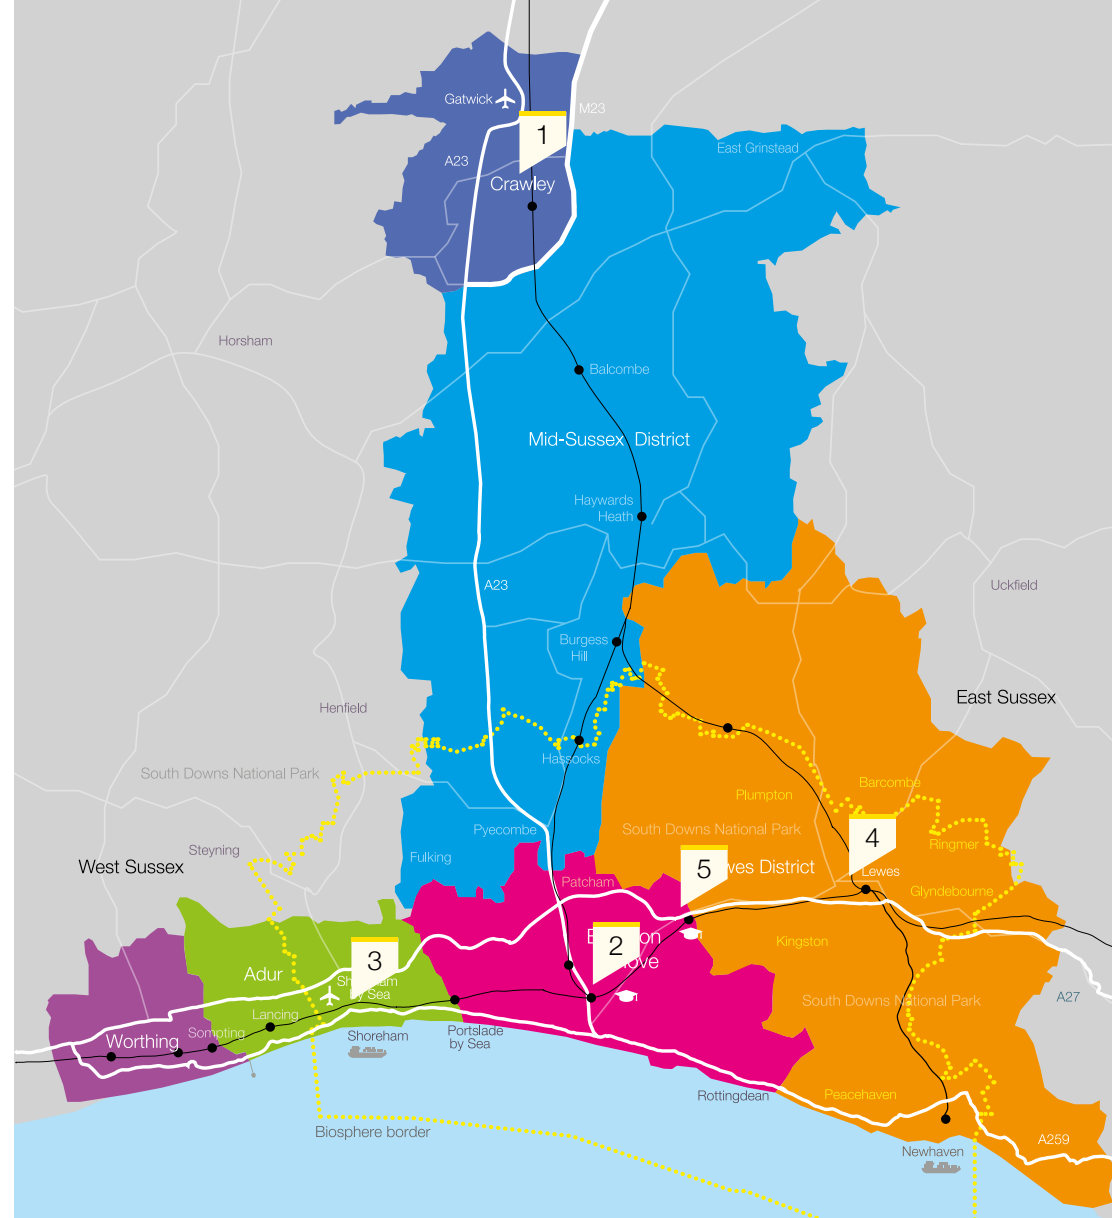 Gatwick
M23
1
A23
East Grinstead
Crawley
Horsham
Balcombe
Mid-Sussex District
Haywards
Heath
A23
Uckfield
Burgess
Hill
East Sussex
Henfield
Hassocks
South Downs National Park
Barcombe
Plumpton
Pyecombe
South Downs National Park
4
Ringmer
Steyning
Fulking
West Sussex
5
wes District
Lewes
Patcham
Glyndebourne
2
Kingston
3
Adur
by Sea
South Downs National Park
A27
Lancing
Sompting
Worthing
Shoreham
Portslade
by Sea
Rottingdean
Peacehaven
Biosphere border
A259
Newhaven